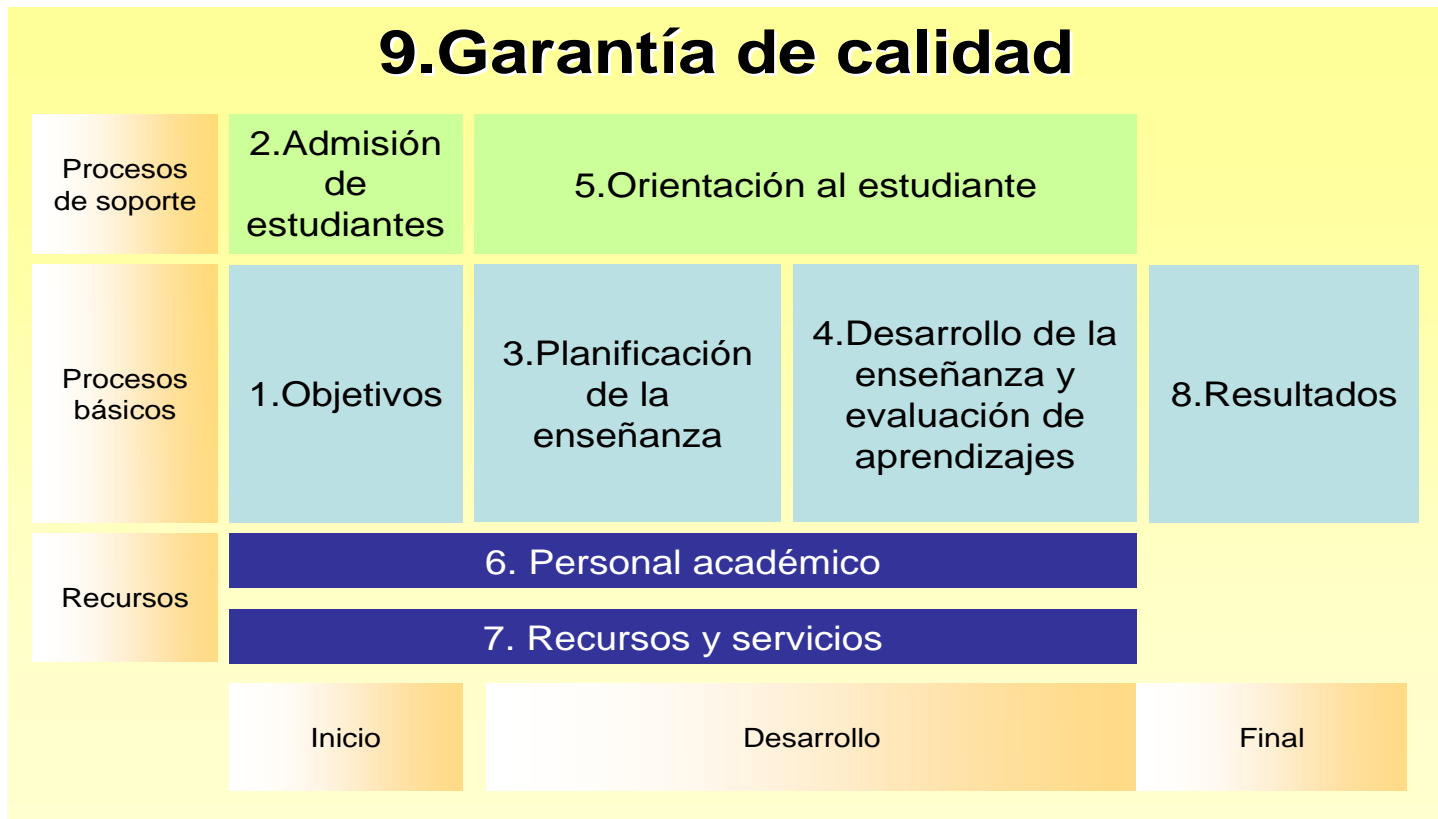 9.Garantía de calidad
Procesos
de soporte
2.Admisión
de
estudiantes
5.Orientación al estudiante
Procesos
básicos
1.Objetivos
3.Planificación
de la
enseñanza
4.Desarrollo de la
enseñanza y
evaluación de
aprendizajes
8.Resultados
Recursos
6. Personal académico
7. Recursos y servicios
Inicio
Desarrollo
Final